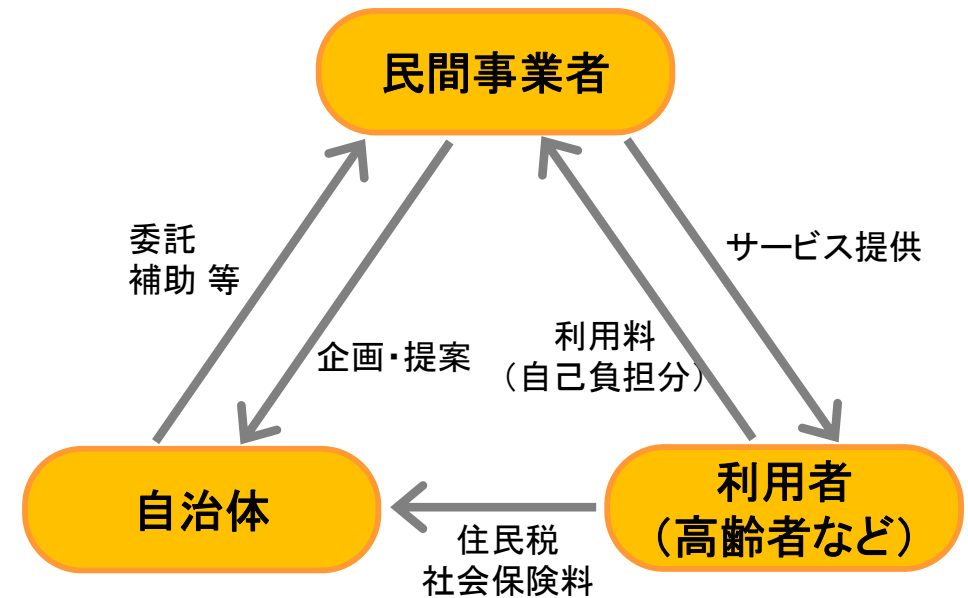 民間事業者
委託
補助 等
サービス提供
企画・提案
利用料
（自己負担分）
自治体
利用者
（高齢者など）
住民税
社会保険料